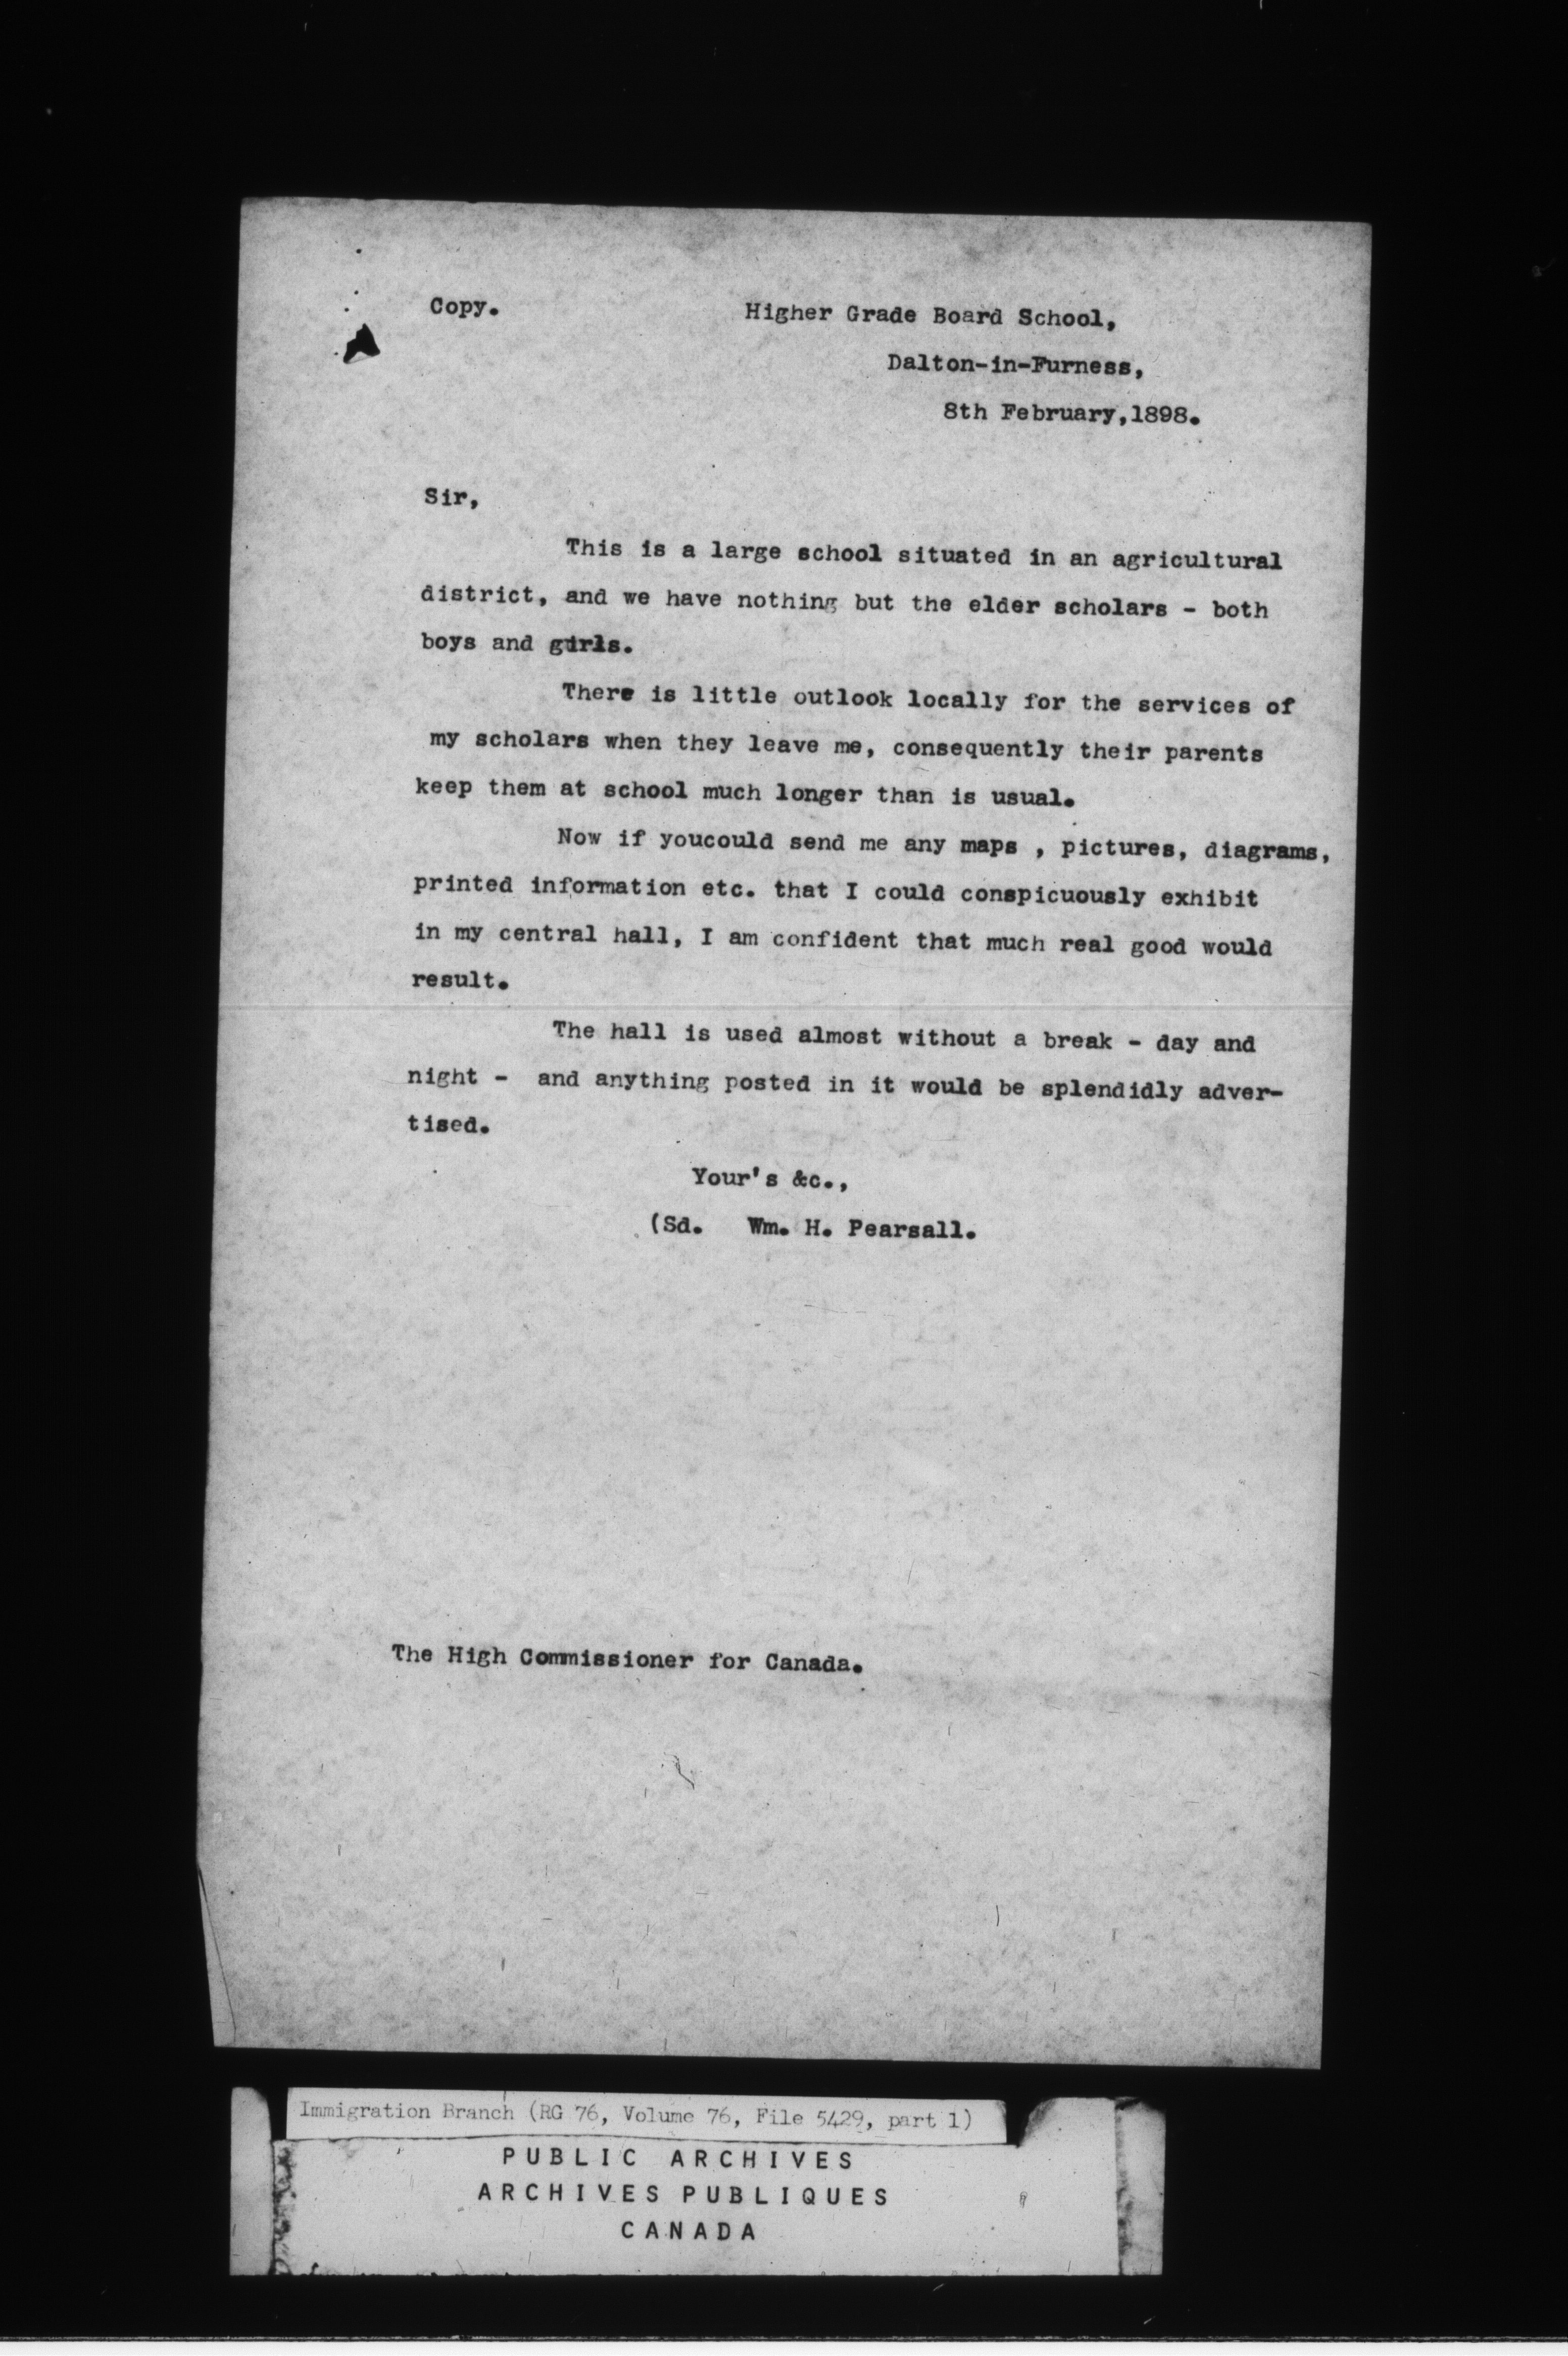 Copy.
Higher Grade Board School,
Dalton-in-Furness,
8th February,1898.
Sir,
This is a large school situated in an agricultural
district, and we have nothing but the elder scholars - both
boys and girls.
There is little outlook locally for the services of
my scholars when they leave me, consequently their parents
keep them at school much longer than is usual.
Now if youcould send me any maps , pictures, diagrams,
printed information etc. that I could conspicuously exhibit
in my central hall, I am confident that much real good would
result.
The hall is used almost without a break - day and
night - and anything posted in it would be splendidly adver-
tised.
Your's &c.,
(Sd. Wm. H. Pearsall.
The High Commissioner for Canada.
Immigration Branch (RG 76, Volume 76, File 5429, part 1)
PUBLIC ARCHIVES
ARCHIVES PUBLIQUES
CANADA